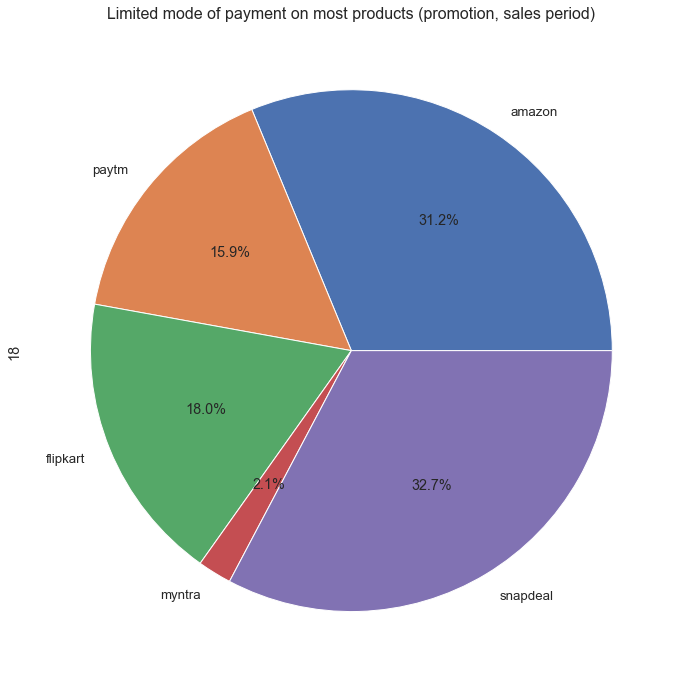 Limited mode of payment on most products (promotion, sales period)
amazon
31.2%
paytm
15.9%
18
18.0%
flipkart
2.1%
myntra
32.7%
snapdeal